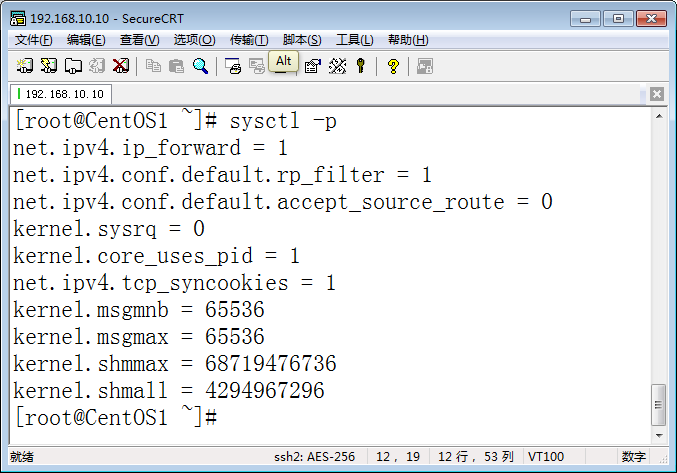 192.168.10.10 - SecureCRT
文件(F) 编辑(E) 查看(V) 选项(O) 传输(T) 脚本(S) 工具(L) 帮助(H)
Alt
192.168.10.10
[root@CentOS1 ~]# sysctl -p
net.ipv4.ip_forward = 1
net.ipv4.conf.default.rp_filter = 1
net.ipv4.conf.default.accept_source_route = 0
kernel.sysrq = 0
kernel.core_uses_pid = 1
net.ipv4.tcp_syncookies = 1
kernel.msgmnb = 65536
kernel.msgmax = 65536
kernel.shmmax = 68719476736
kernel.shmall = 4294967296
[root@CentOS1 ~]#
就绪 ssh2: AES-256 12, 19 12 行, 53 列 VT100 数字